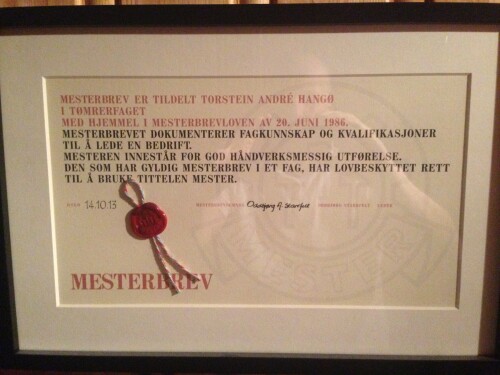 MESTERBREV ER TILDELT TORSTEIN ANDRÉ HANGØ
I TØMRERFAGET
MED HJEMMEL I MESTERBREVLOVEN AV 20. JUNI 1986.
MESTERBREVET DOKUMENTERER FAGKUNNSKAP OG KVALIFIKASJONER
TIL Å LEDE EN BEDRIFT.
MESTEREN INNESTÅR FOR GOD HÅNDVERKSMESSIG UTFØRELSE.
DEN SOM HAR GYLDIG MESTERBREV I ET FAG, HAR LOVBESKYTTET RETT
TIL Å BRUKE TITTELEN MESTER.
14.10.13
MESTERBREV
MESTER